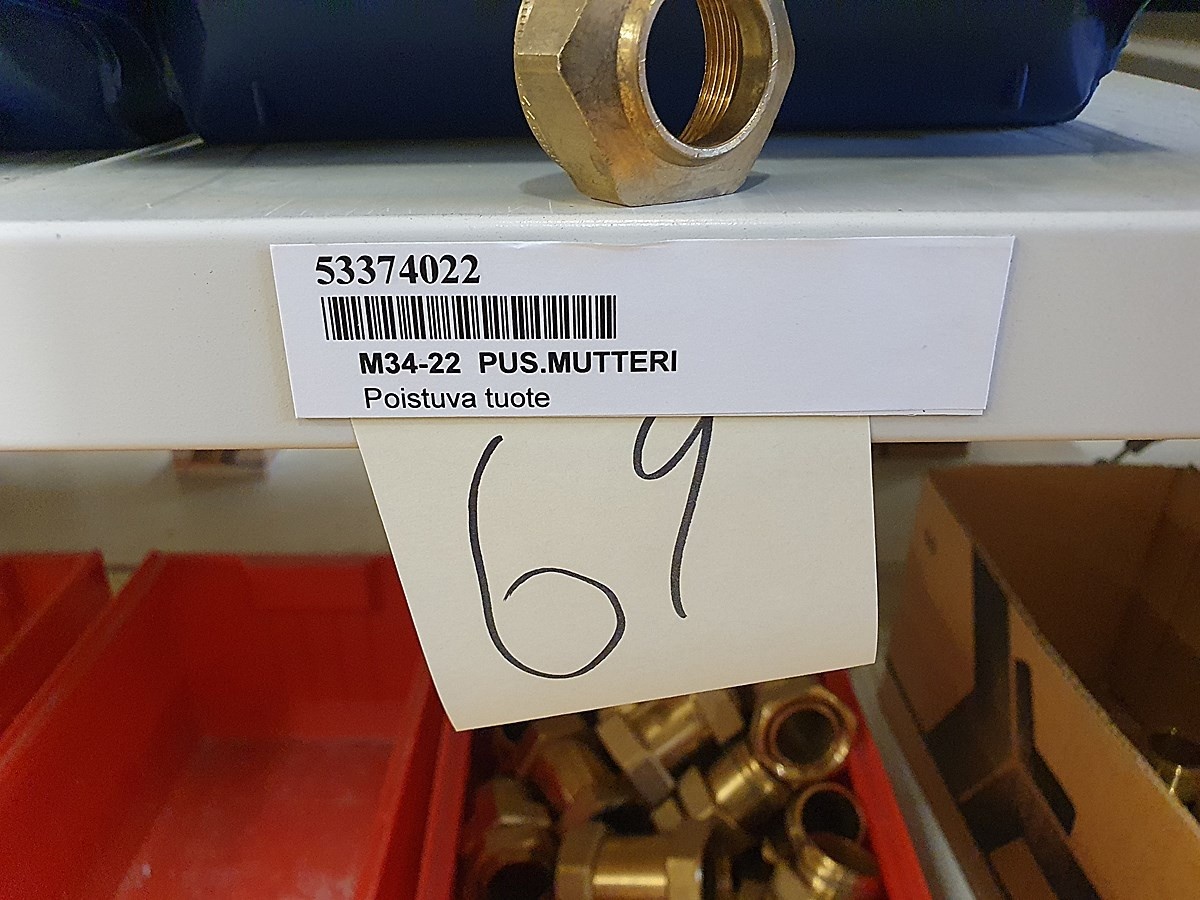 53374022
M34-22 PUS.MUTTERI
Poistuva tuote
69